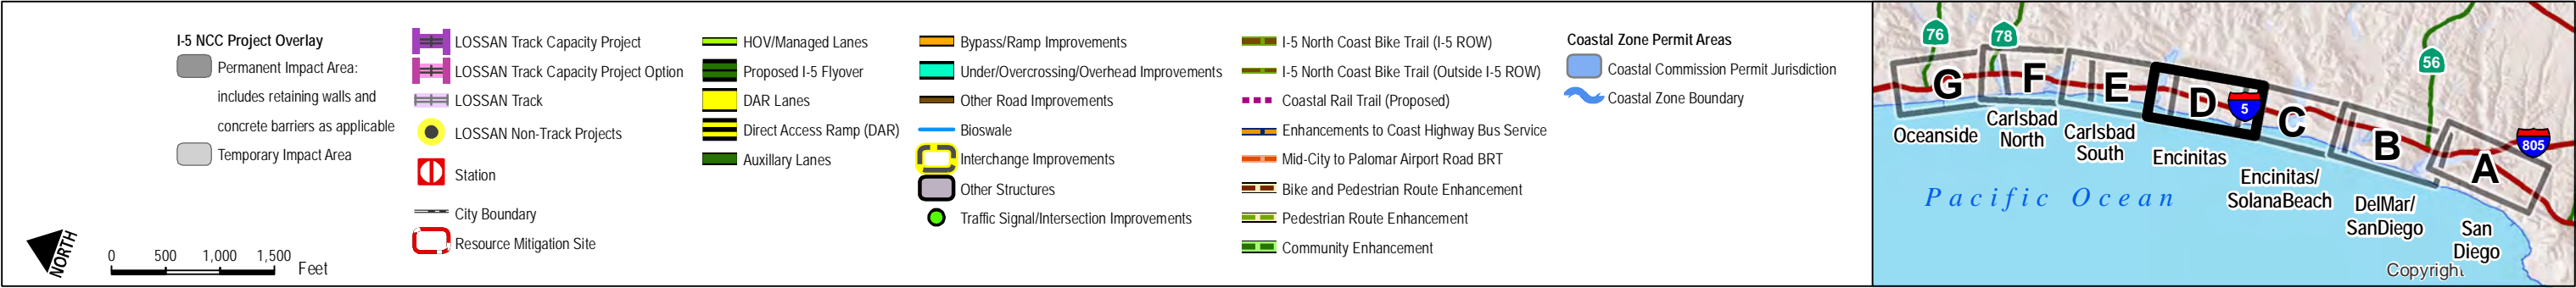 I-5 NCC Project Overlay
Permanent Impact Area:
includes retaining walls and
concrete barriers as applicable
Temporary Impact Area
NORTH
0 500 1,000 1,500
Feet
LOSSAN Track Capacity Project
LOSSAN Track Capacity Project Option
LOSSAN Track
LOSSAN Non-Track Projects
Station
City Boundary
Resource Mitigation Site
HOV/Managed Lanes
Proposed I-5 Flyover
DAR Lanes
Direct Access Ramp (DAR)
Auxillary Lanes
Bypass/Ramp Improvements
Under/Overcrossing/Overhead Improvements
Other Road Improvements
Bioswale
Interchange Improvements
Other Structures
Traffic Signal/Intersection Improvements
I-5 North Coast Bike Trail (I-5 ROW)
I-5 North Coast Bike Trail (Outside I-5 ROW)
Coastal Rail Trail (Proposed)
Enhancements to Coast Highway Bus Service
Mid-City to Palomar Airport Road BRT
Bike and Pedestrian Route Enhancement
Pedestrian Route Enhancement
Community Enhancement
Coastal Zone Permit Areas
Coastal Commission Permit Jurisdiction
Coastal Zone Boundary
76
78
56
5
805
G
F
E
D
C
B
A
Oceanside
Carlsbad
North
Carlsbad
South
Encinitas
Encinitas/
SolanaBeach
DelMar/
SanDiego
San
Diego
Pacific Ocean
Copyright